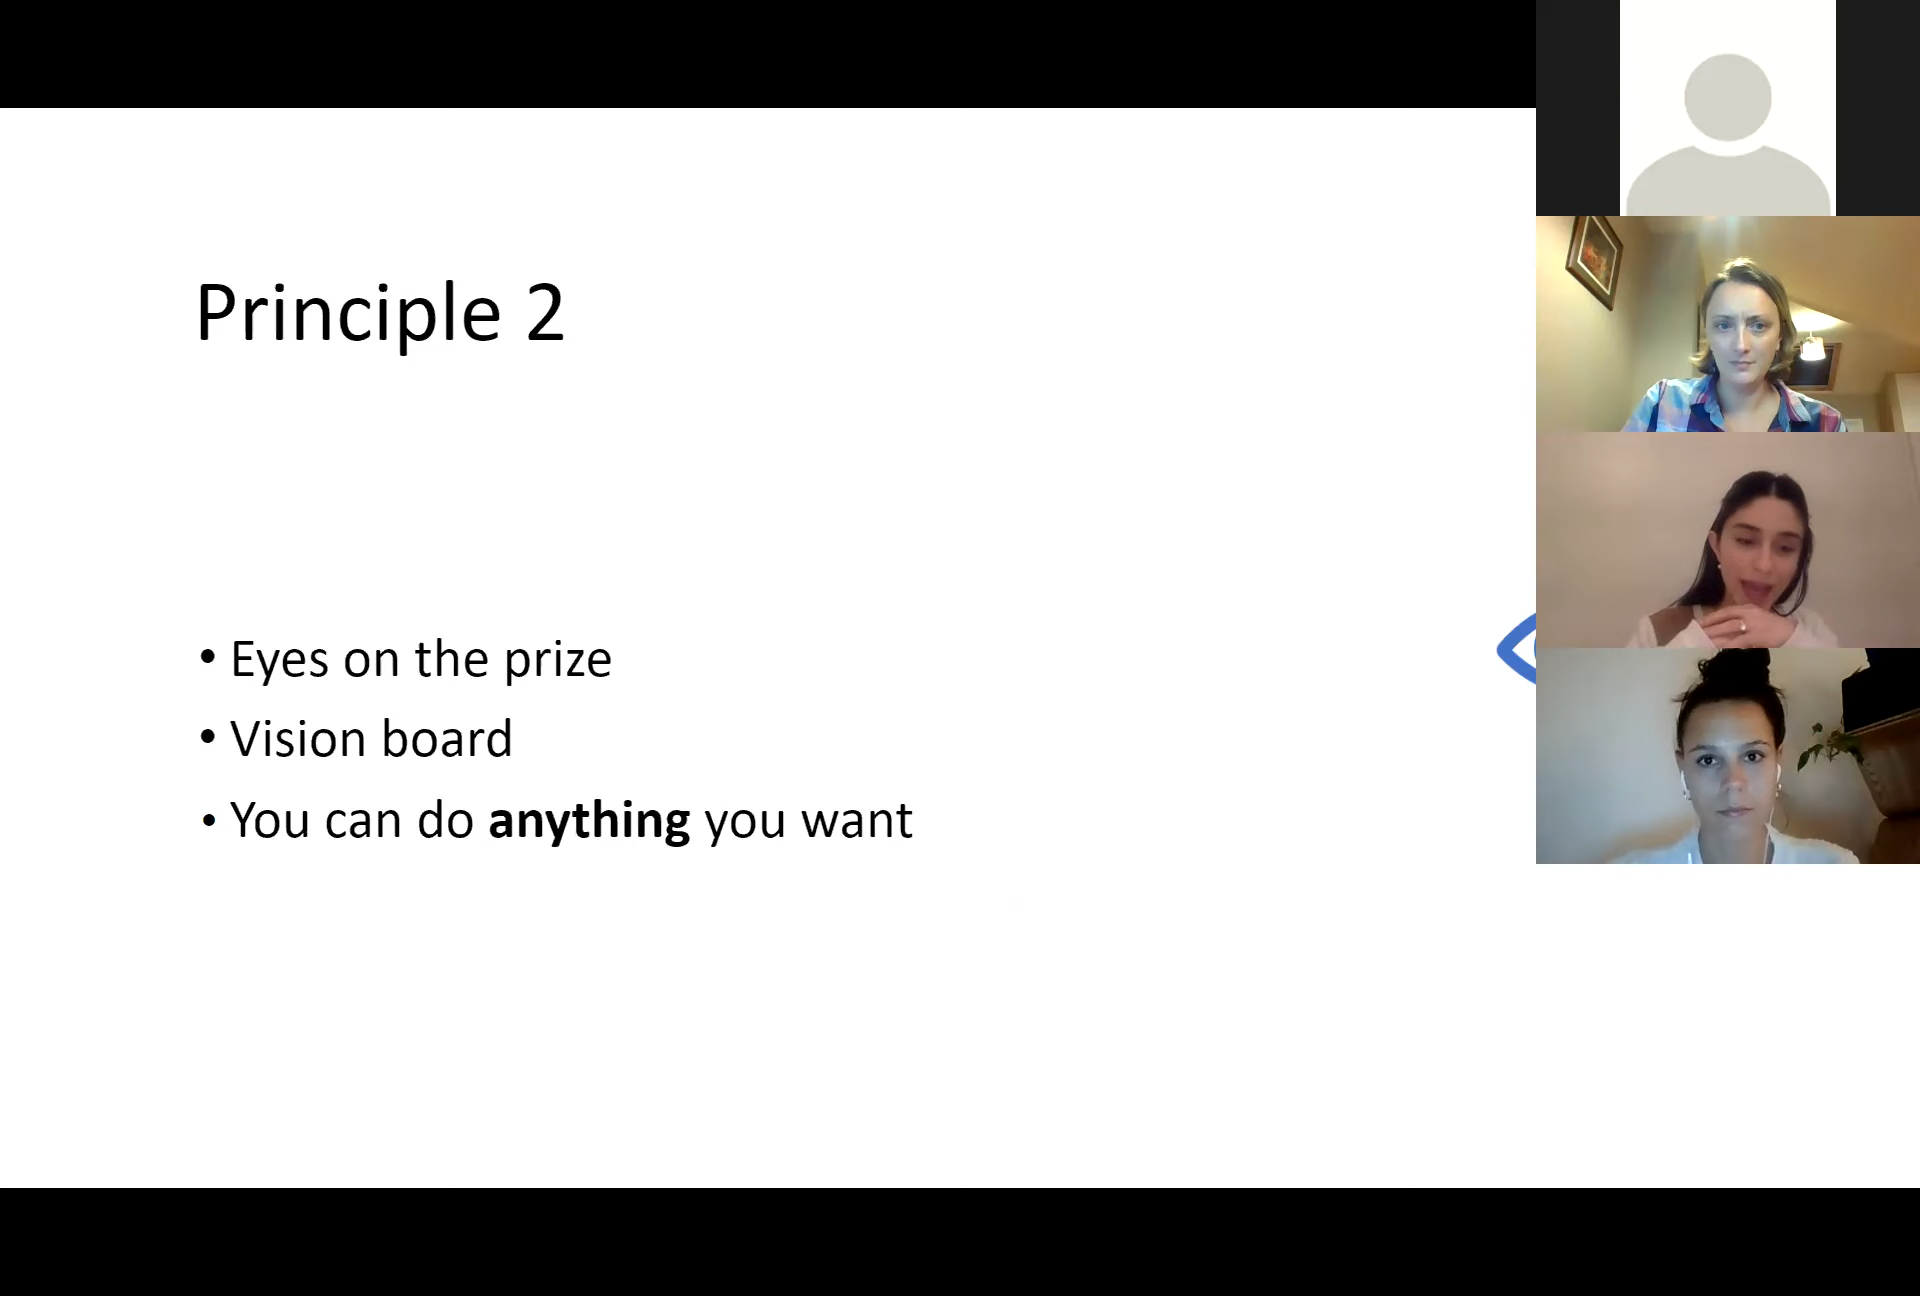 Principle 2
• Eyes on the prize
• Vision board
• You can do anything you want